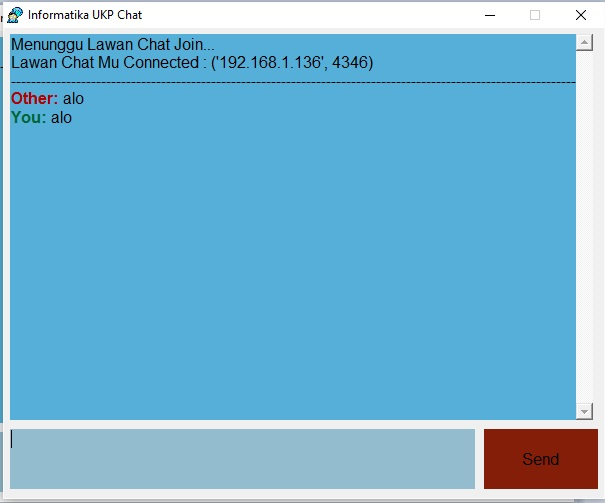 Informatika UKP Chat
Menunggu Lawan Chat Join...
Lawan Chat Mu Connected : ('192.168.1.136', 4346)
Other: alo
You: alo
Send